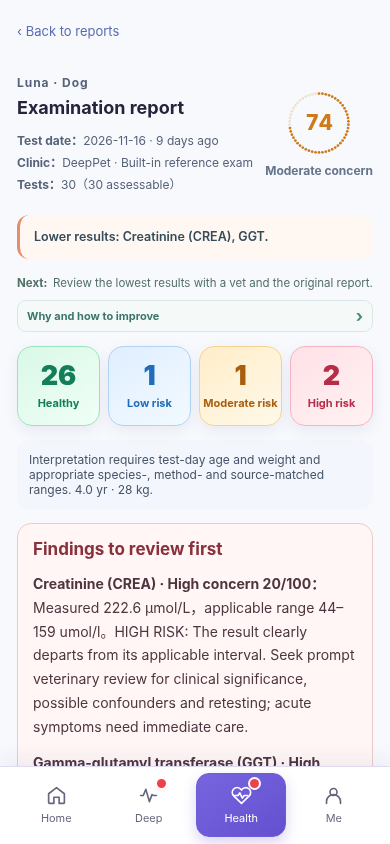 ‹ Back to reports
Luna · Dog
Examination report
Test date：2026-11-16 · 9 days ago
Clinic：DeepPet · Built-in reference exam
Tests：30（30 assessable）
74
Moderate concern
Lower results: Creatinine (CREA), GGT.
Next: Review the lowest results with a vet and the original report.
Why and how to improve ›
26
Healthy
1
Low risk
1
Moderate risk
2
High risk
Interpretation requires test-day age and weight and
appropriate species-, method- and source-matched
ranges. 4.0 yr · 28 kg.
Findings to review first
Creatinine (CREA) · High concern 20/100：
Measured 222.6 μmol/L，applicable range 44–
159 umol/l。HIGH RISK: The result clearly
departs from its applicable interval. Seek prompt
veterinary review for clinical significance,
possible confounders and retesting; acute
symptoms need immediate care.
Gamma-glutamyl transferase (GGT) · High
Home
Deep
Health
Me